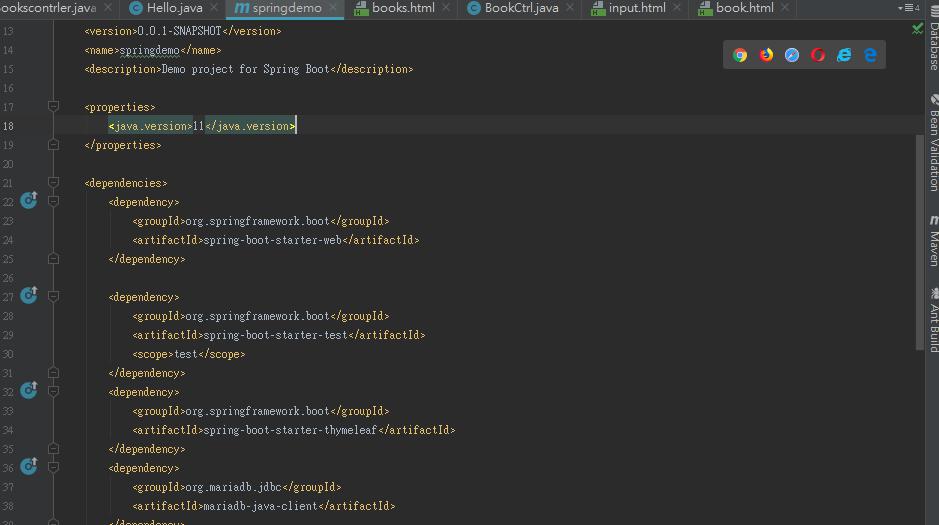 ookscontrler.java
Hello.java
springdemo
books.html
BookCtrl.java
input.html
book.html
4
13 <version>0.0.1-SNAPSHOT</version>
14 <name>springdemo</name>
15 <description>Demo project for Spring Boot</description>
16
17 <properties>
18 <java.version>11</java.version>
19 </properties>
20
21 <dependencies>
22 <dependency>
23 <groupId>org.springframework.boot</groupId>
24 <artifactId>spring-boot-starter-web</artifactId>
25 </dependency>
26
27 <dependency>
28 <groupId>org.springframework.boot</groupId>
29 <artifactId>spring-boot-starter-test</artifactId>
30 <scope>test</scope>
31 </dependency>
32 <dependency>
33 <groupId>org.springframework.boot</groupId>
34 <artifactId>spring-boot-starter-thymeleaf</artifactId>
35 </dependency>
36 <dependency>
37 <groupId>org.mariadb.jdbc</groupId>
38 <artifactId>mariadb-java-client</artifactId>
39 </dependency>
Database
Bean Validation
Maven
Ant Build